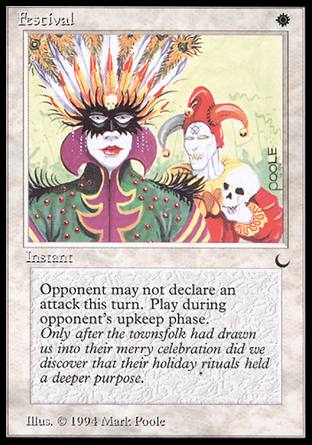 Festival
POOLE
Instant
Opponent may not declare an
attack this turn. Play during
opponent's upkeep phase.
Only after the townsfolk had drawn
us into their merry celebration did we
discover that their holiday rituals held
a deeper purpose.
Illus. © 1994 Mark Poole